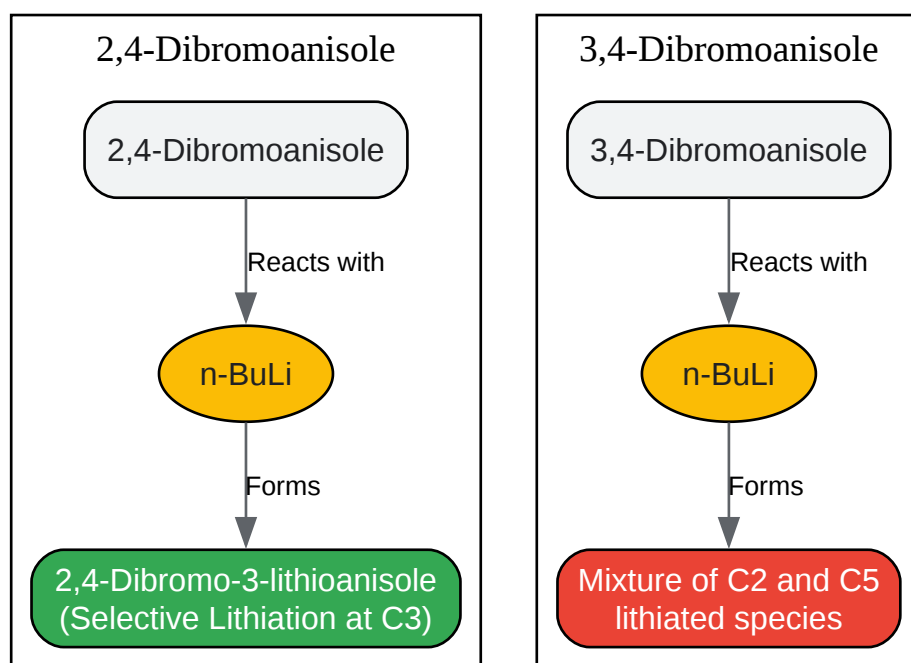 2,4-Dibromoanisole
2,4-Dibromoanisole
Reacts with
n-BuLi
Forms
2,4-Dibromo-3-lithioanisole
(Selective Lithiation at C3)
3,4-Dibromoanisole
3,4-Dibromoanisole
Reacts with
n-BuLi
Forms
Mixture of C2 and C5
lithiated species